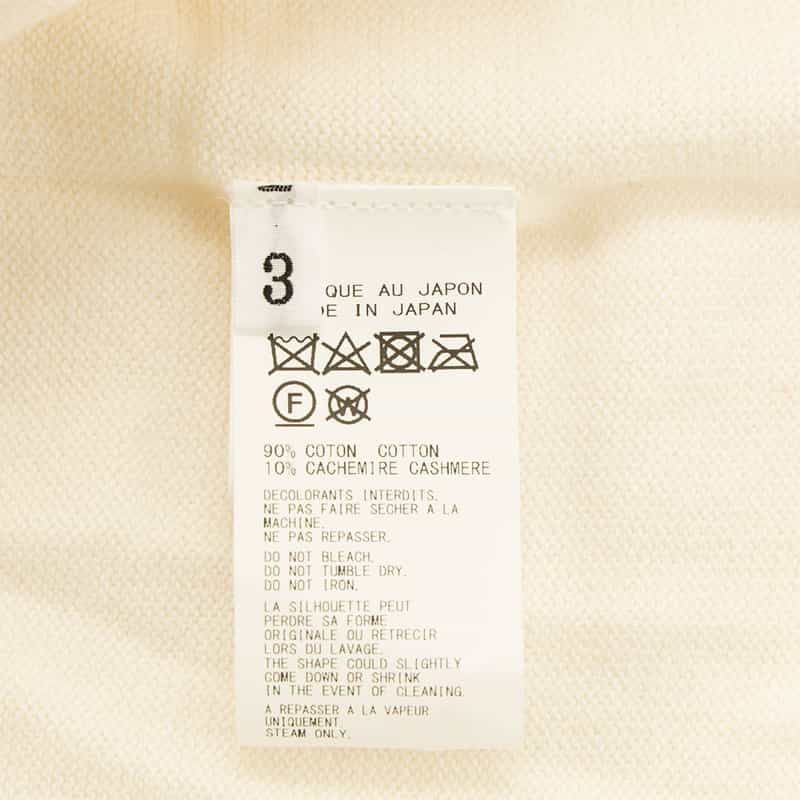 3
QUE AU JAPON
DE IN JAPAN
F W
90% COTON COTTON
10% CACHEMIRE CASHMERE
DECOLORANTS INTERDITS.
NE PAS FAIRE SECHER A LA
MACHINE.
NE PAS REPASSER.
DO NOT BLEACH.
DO NOT TUMBLE DRY.
DO NOT IRON.
LA SILHOUETTE PEUT
PERDRE SA FORME
ORIGINALE OU RETRECIR
LORS DU LAVAGE.
THE SHAPE COULD SLIGHTLY
COME DOWN OR SHRINK
IN THE EVENT OF CLEANING.
A REPASSER A LA VAPEUR
UNIQUEMENT.
STEAM ONLY.